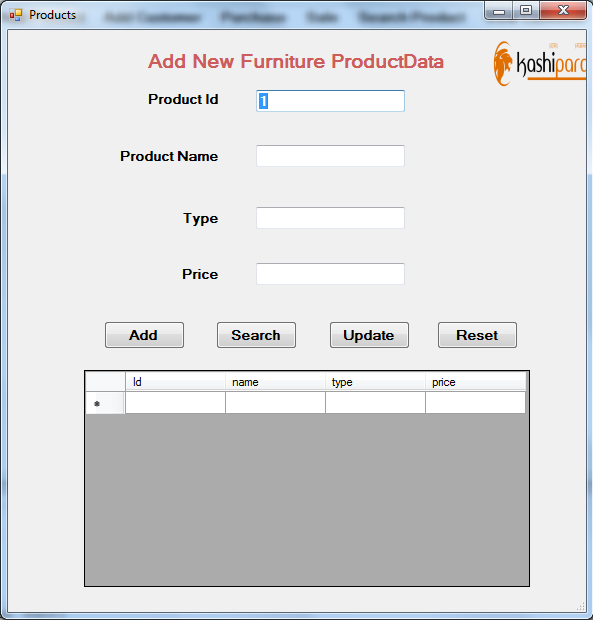 Products
Add Customer Purchase Sale Search Product
Add New Furniture ProductData
kashipara
Product Id 1
Product Name
Type
Price
Add Search Update Reset
Id name type price
*